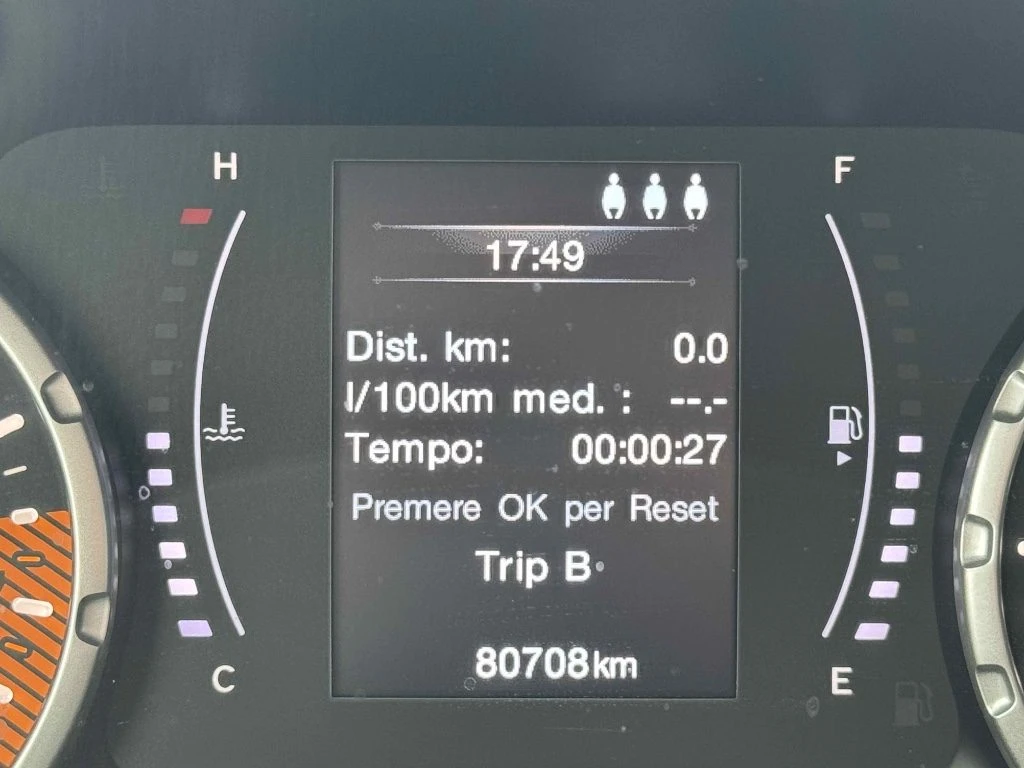 H
F
17:49
Dist. km: 0.0
l/100km med. : --.-
Tempo: 00:00:27
Premere OK per Reset
Trip B
80708km
C
E